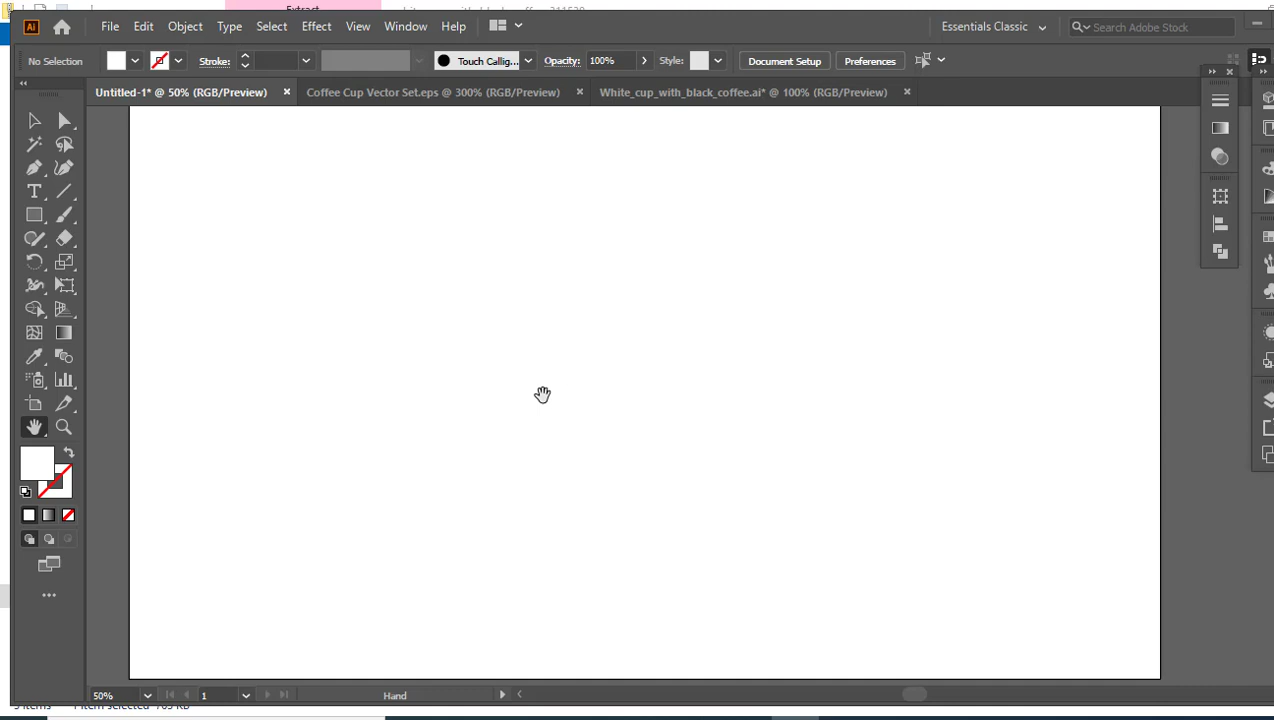 Extract
Ai File Edit Object Type Select Effect View Window Help Essentials Classic Search Adobe Stock
No Selection Stroke: Touch Callig... Opacity: 100% Style: Document Setup Preferences
Untitled-1* @ 50% (RGB/Preview) Coffee Cup Vector Set.eps @ 300% (RGB/Preview) White_cup_with_black_coffee.ai* @ 100% (RGB/Preview)
50% 1 Hand